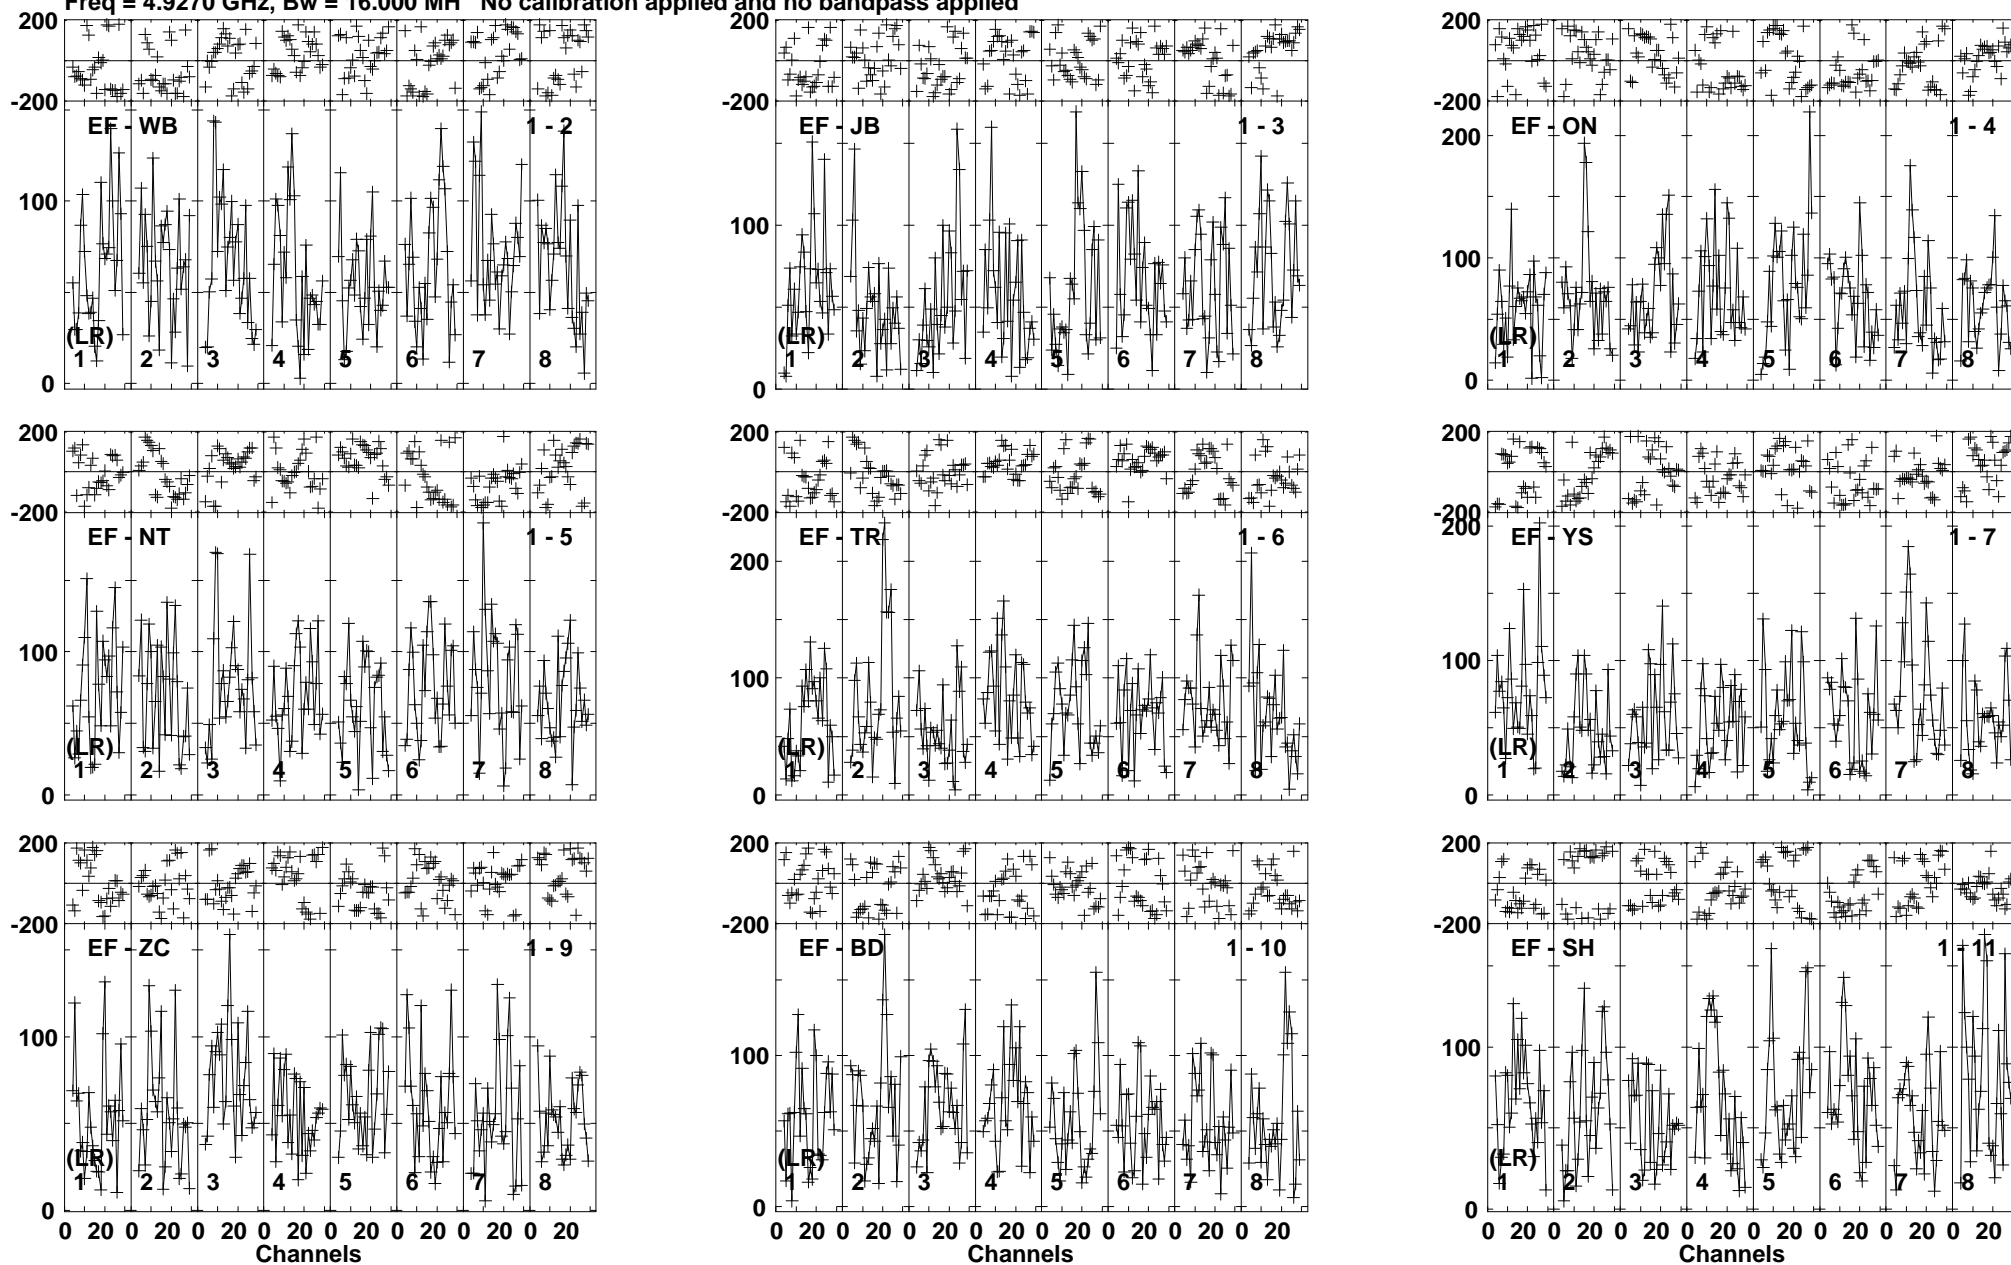 Freq = 4.9270 GHz, Bw = 16.000 MH No calibration applied and no bandpass applied
200 200 200
-200 -200 -200
EF - WB 1 - 2 EF - JB 1 - 3 EF - ON 1 - 4
200
100 100 100
(LR) (LR) (LR)
1 2 3 4 5 6 7 8 1 2 3 4 5 6 7 8 1 2 3 4 5 6 7 8
0 0 0
200 200 200
-200 -200 -200
200
EF - NT 1 - 5 EF - TR 1 - 6 EF - YS 1 - 7
200
100 100 100
(LR) (LR) (LR)
1 2 3 4 5 6 7 8 1 2 3 4 5 6 7 8 1 2 3 4 5 6 7 8
0 0 0
200 200 200
-200 -200 -200
EF - ZC 1 - 9 EF - BD 1 - 10 EF - SH 1 - 11
100 100 100
(LR) (LR) (LR)
1 2 3 4 5 6 7 8 1 2 3 4 5 6 7 8 1 2 3 4 5 6 7 8
0 0 0
0 20 0 20 0 20 0 20 0 20 0 20 0 20 0 20 0 20 0 20 0 20 0 20 0 20 0 20 0 20 0 20 0 20 0 20 0 20 0 20 0 20 0 20 0 20 0 20
Channels Channels Channels